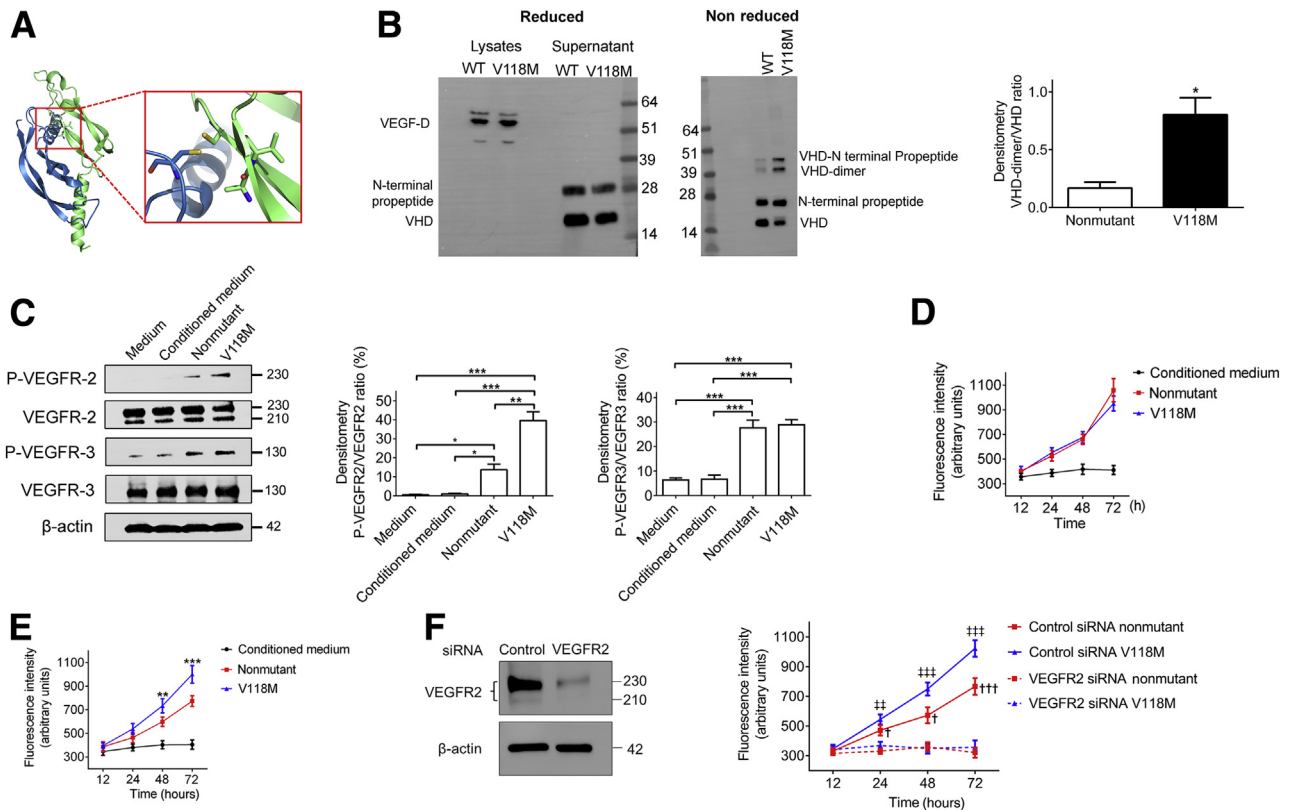 A
B
Reduced
Lysates
Supernatant
WT V118M
WT V118M
VEGF-D
N-terminal
propeptide
VHD
64
51
39
28
14
Non reduced
WT
V118M
64
51
39
28
14
VHD-N terminal Propeptide
VHD-dimer
N-terminal propeptide
VHD
Densitometry
VHD-dimer/VHD ratio
1.0
0.5
0.0
*
Nonmutant
V118M
C
Medium
Conditioned medium
Nonmutant
V118M
P-VEGFR-2
230
VEGFR-2
230
210
P-VEGFR-3
130
VEGFR-3
130
β-actin
42
Densitometry
P-VEGFR2/VEGFR2 ratio (%)
50
40
30
20
10
0
***
***
**
*
*
Medium
Conditioned medium
Nonmutant
V118M
Densitometry
P-VEGFR3/VEGFR3 ratio (%)
40
30
20
10
0
***
***
***
***
Medium
Conditioned medium
Nonmutant
V118M
D
Fluorescence intensity
(arbitrary units)
1100
900
700
500
300
12 24 48 72 (h)
Time
Conditioned medium
Nonmutant
V118M
E
Fluorescence intensity
(arbitrary units)
1100
900
700
500
300
**
***
12 24 48 72
Time (hours)
Conditioned medium
Nonmutant
V118M
F
siRNA
Control VEGFR2
VEGFR2
230
210
β-actin
42
Fluorescence intensity
(arbitrary units)
1100
900
700
500
300
‡‡
‡‡‡
‡‡‡
†
†
†††
12 24 48 72
Time (hours)
Control siRNA nonmutant
Control siRNA V118M
VEGFR2 siRNA nonmutant
VEGFR2 siRNA V118M